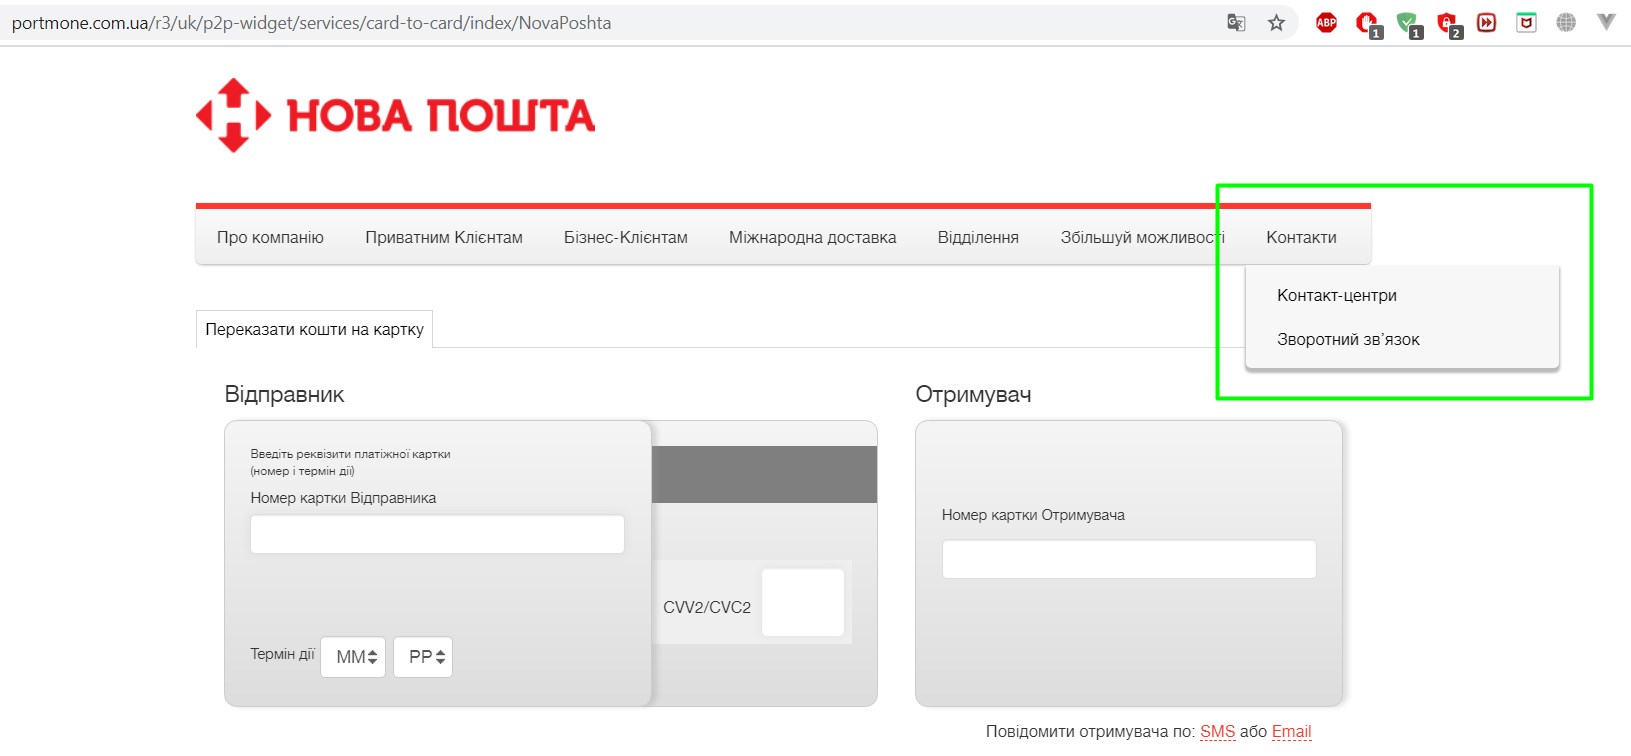 portmone.com.ua/r3/uk/p2p-widget/services/card-to-card/index/NovaPoshta
ABP
1
1
2
НОВА ПОШТА
Про компанію Приватним Клієнтам Бізнес-Клієнтам Міжнародна доставка Відділення Збільшуй можливості Контакти
Контакт-центри
Зворотний зв'язок
Переказати кошти на картку
Відправник
Отримувач
Введіть реквізити платіжної картки
(номер і термін дії)
Номер картки Відправника
Номер картки Отримувача
CVV2/CVC2
Термін дії ММ РР
Повідомити отримувача по: SMS або Email